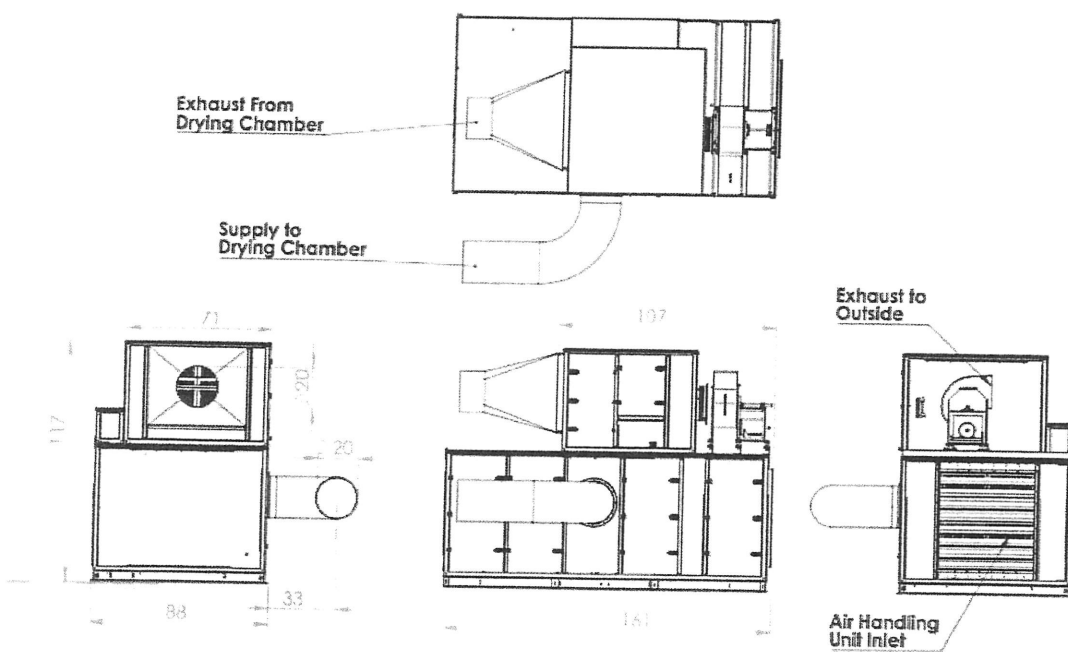 Exhaust From
Drying Chamber
Supply to
Drying Chamber
Exhaust to
Outside
71
107
20
117
20
33
88
161
Air Handling
Unit Inlet